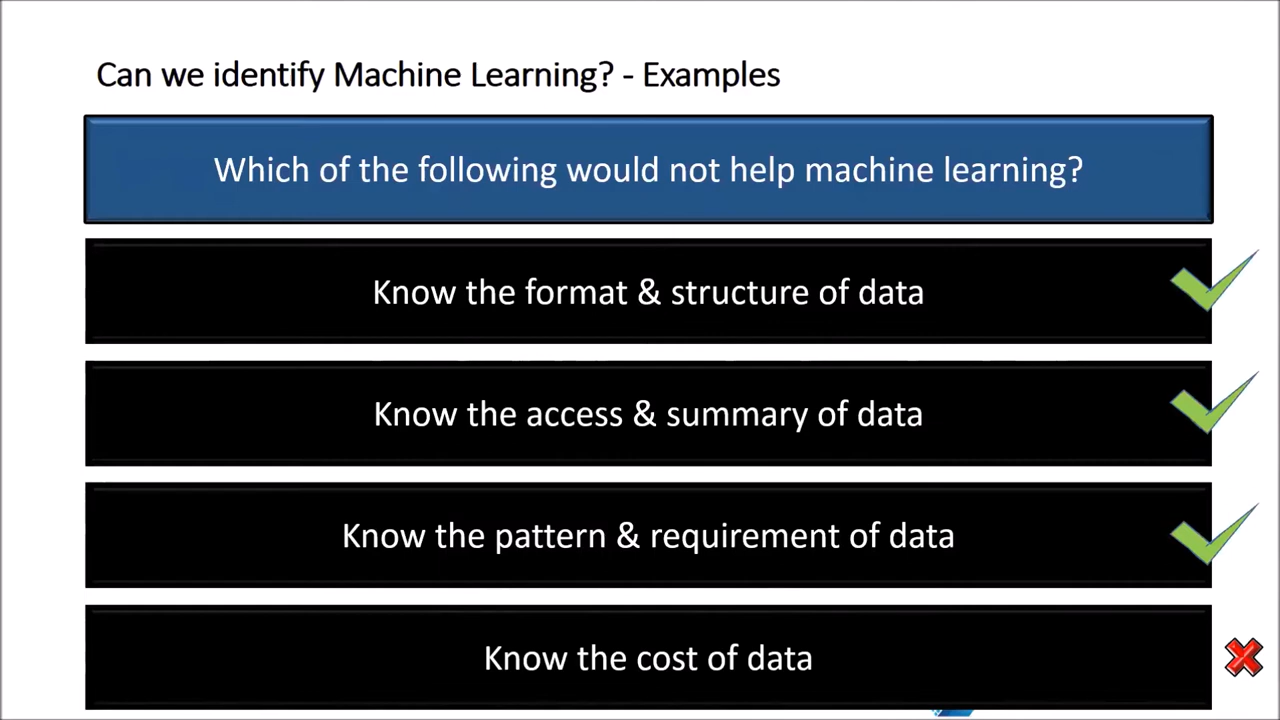 Can we identify Machine Learning? - Examples
Which of the following would not help machine learning?
Know the format & structure of data
Know the access & summary of data
Know the pattern & requirement of data
Know the cost of data